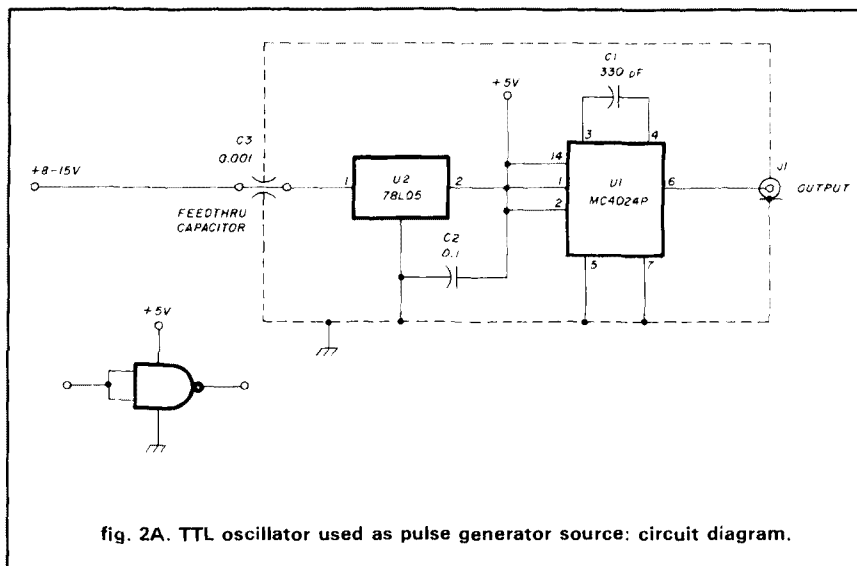 C1
330 pF
+5V
C3
0.001
3
4
+8-15V
14
J1
1
U2
78L05
2
1
U1
MC4024P
6
OUTPUT
2
FEEDTHRU
CAPACITOR
C2
0.1
5
7
+5V
fig. 2A. TTL oscillator used as pulse generator source: circuit diagram.